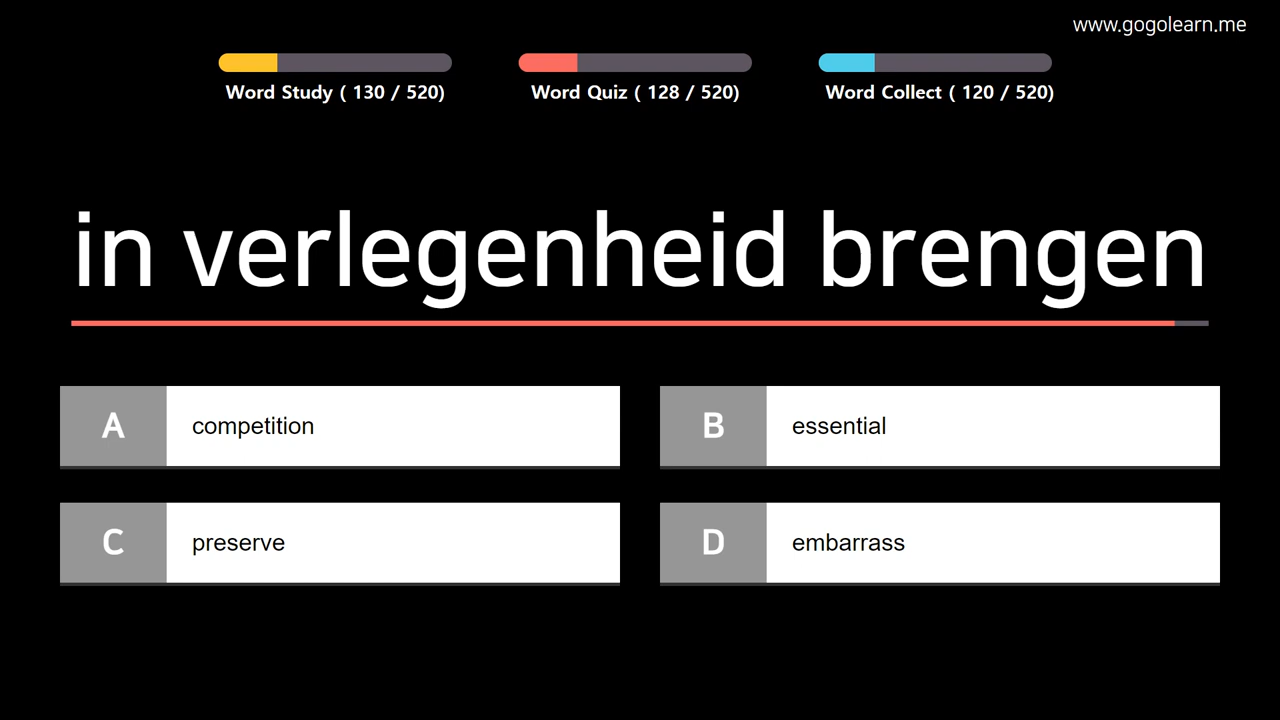 www.gogolearn.me
Word Study ( 130 / 520)
Word Quiz ( 128 / 520)
Word Collect ( 120 / 520)
in verlegenheid brengen
A competition
B essential
C preserve
D embarrass